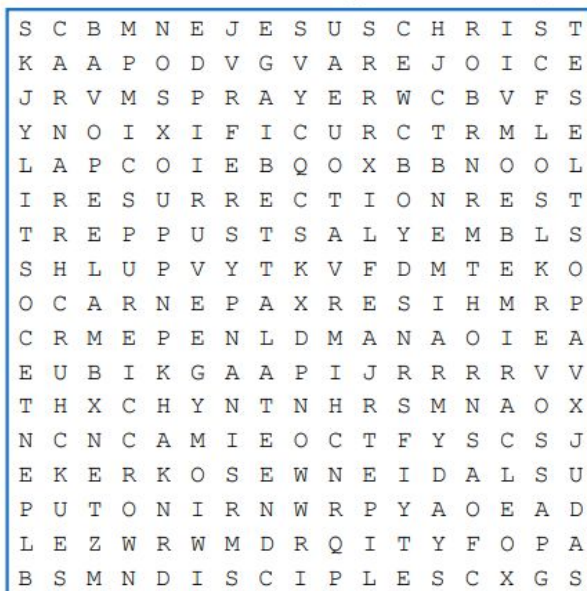 S C B M N E J E S U S C H R I S T
K A A P O D V G V A R E J O I C E
J R V M S P R A Y E R W C B V F S
Y N O I X I F I C U R C T R M L E
L A P C O I E B Q O X B B N O O L
I R E S U R R E C T I O N R E S T
T R E P P U S T S A L Y E M B L S
S H L U P V Y T K V F D M T E K O
O C A R N E P A X R E S I H M R P
C R M E P E N L D M A N A O I E A
E U B I K G A A P I J R R R R V V
T H X C H Y N T N H R S M N A O X
N C N C A M I E O C T F Y S C S J
E K E R K O S E W N E I D A L S U
P U T O N I R N W R P Y A O E A D
L E Z W R W M D R Q I T Y F O P A
B S M N D I S C I P L E S C X G S